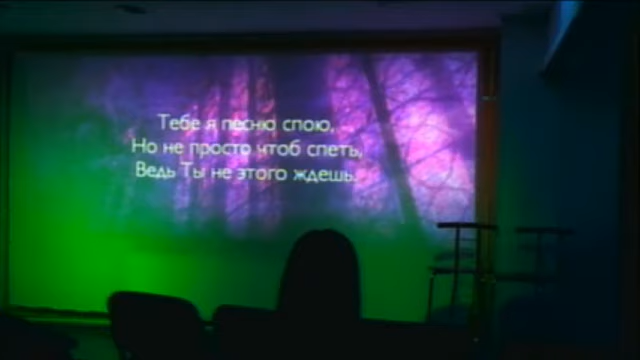 Тебе я песню спою,
Но не просто чтоб спеть,
Ведь Ты не этого ждешь.